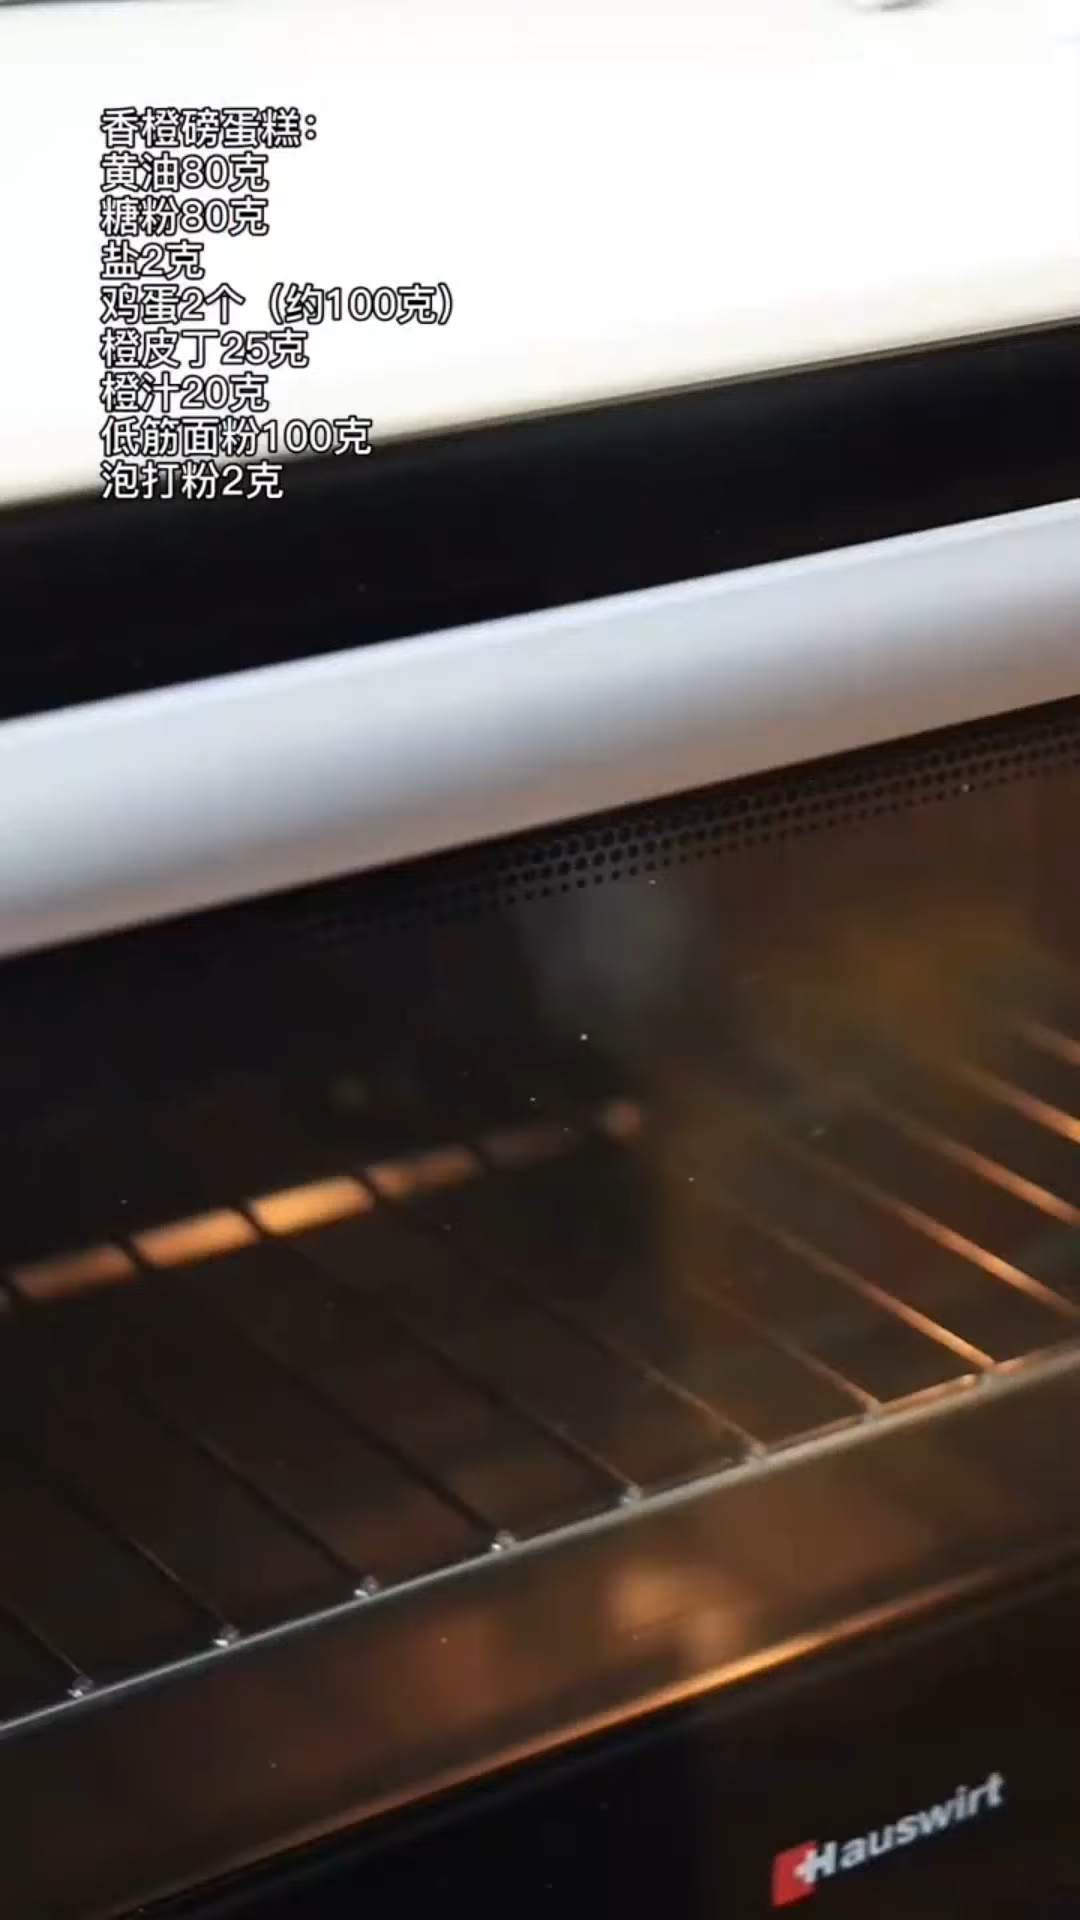 香橙磅蛋糕：
黄油80克
糖粉80克
盐2克
鸡蛋2个（约100克）
橙皮丁25克
橙汁20克
低筋面粉100克
泡打粉2克
Hauswirt